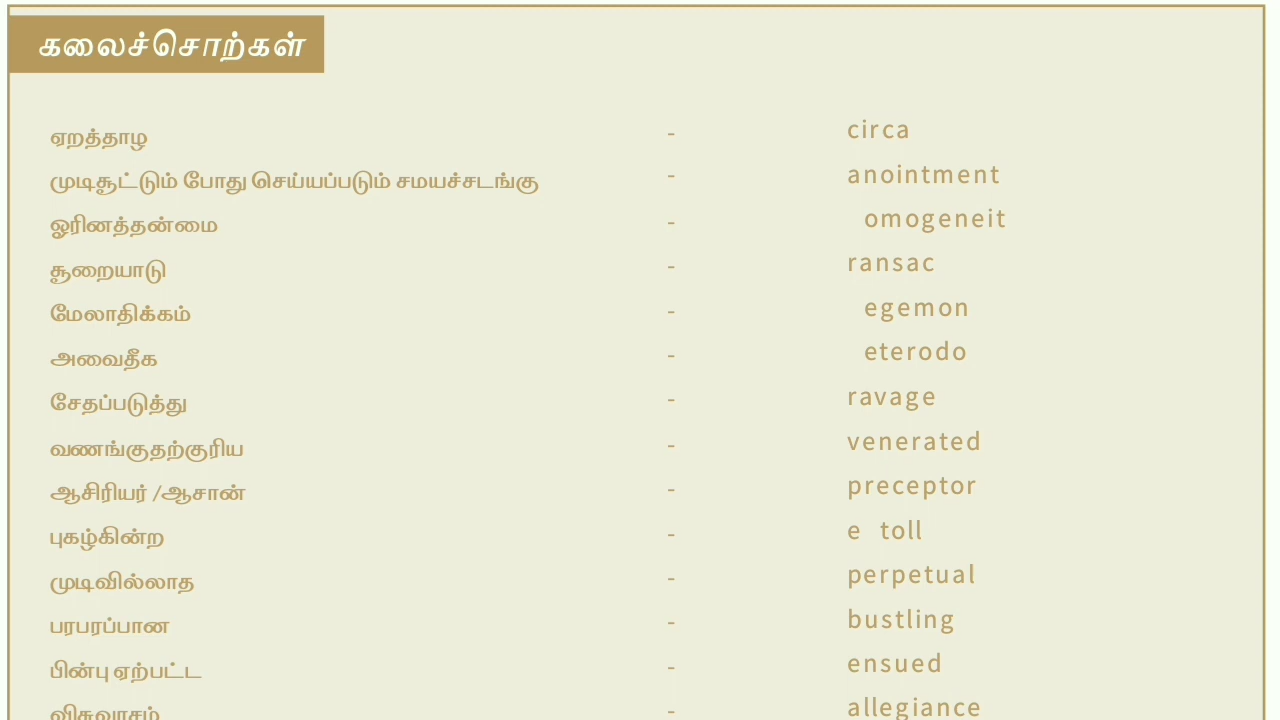 கலைச்சொற்கள்
ஏறத்தாழ - circa
முடிசூட்டும் போது செய்யப்படும் சமயச்சடங்கு - anointment
ஓரினத்தன்மை - omogeneit
சூறையாடு - ransac
மேலாதிக்கம் - egemon
அவைதீக - eterodo
சேதப்படுத்து - ravage
வணங்குதற்குரிய - venerated
ஆசிரியர் /ஆசான் - preceptor
புகழ்கின்ற - e toll
முடிவில்லாத - perpetual
பரபரப்பான - bustling
பின்பு ஏற்பட்ட - ensued
விசுவாசம் - allegiance